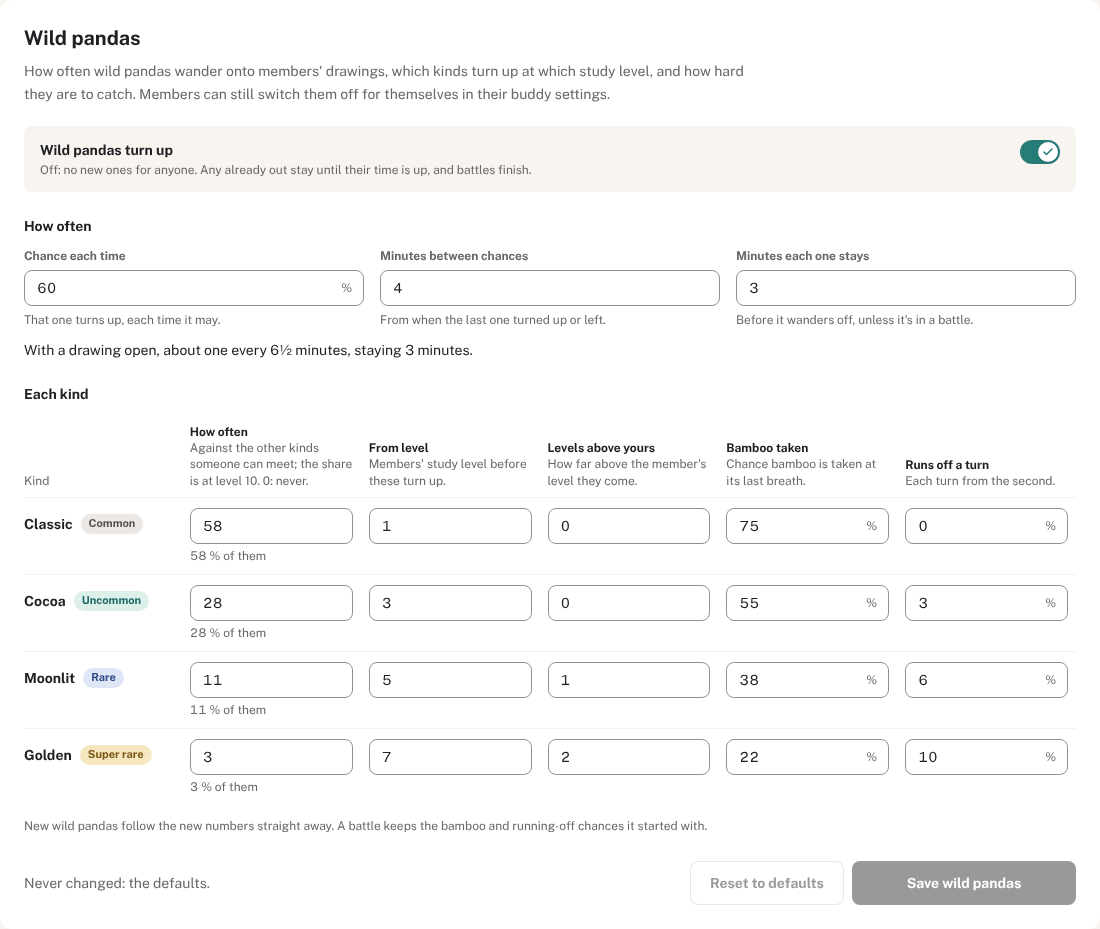 Wild pandas
How often wild pandas wander onto members' drawings, which kinds turn up at which study level, and how hard
they are to catch. Members can still switch them off for themselves in their buddy settings.
Wild pandas turn up
Off: no new ones for anyone. Any already out stay until their time is up, and battles finish.
How often
Chance each time
Minutes between chances
Minutes each one stays
60 %
4
3
That one turns up, each time it may.
From when the last one turned up or left.
Before it wanders off, unless it's in a battle.
With a drawing open, about one every 6½ minutes, staying 3 minutes.
Each kind
Kind
How often
Against the other kinds
someone can meet; the share
is at level 10. 0: never.
From level
Members' study level before
these turn up.
Levels above yours
How far above the member's
level they come.
Bamboo taken
Chance bamboo is taken at
its last breath.
Runs off a turn
Each turn from the second.
Classic Common 58 1 0 75 % 0 %
58 % of them
Cocoa Uncommon 28 3 0 55 % 3 %
28 % of them
Moonlit Rare 11 5 1 38 % 6 %
11 % of them
Golden Super rare 3 7 2 22 % 10 %
3 % of them
New wild pandas follow the new numbers straight away. A battle keeps the bamboo and running-off chances it started with.
Never changed: the defaults.
Reset to defaults
Save wild pandas